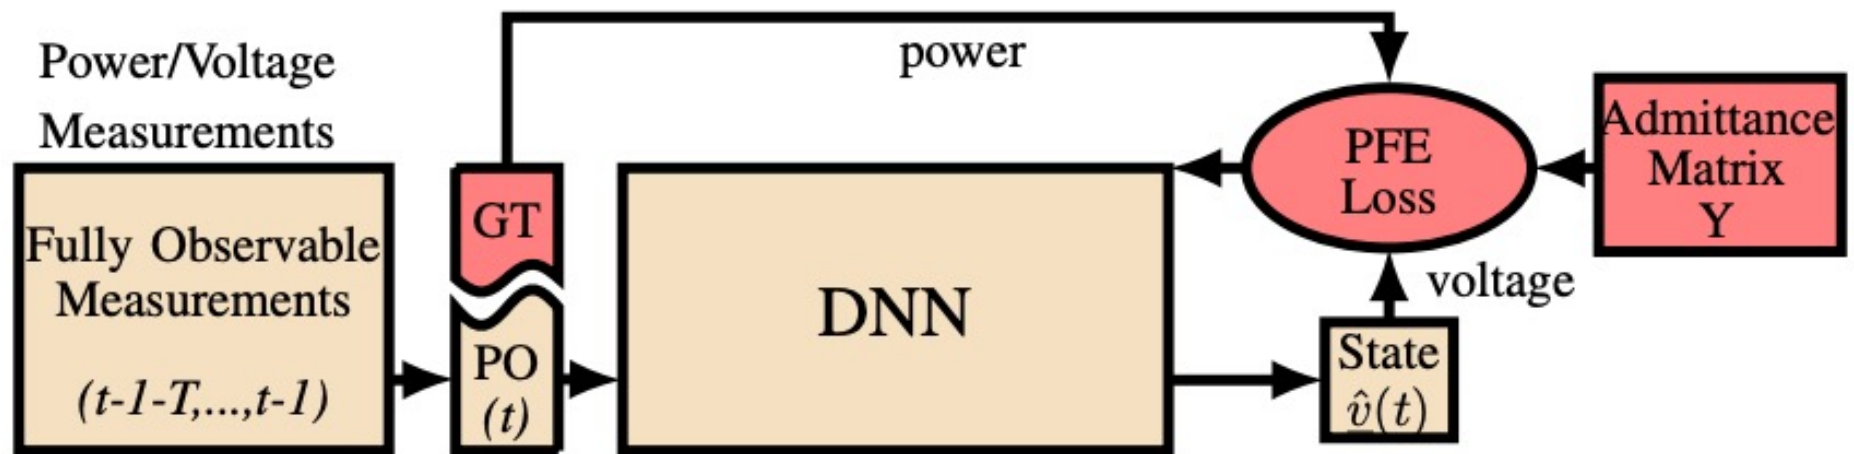 Power/Voltage
Measurements
Fully Observable
Measurements
(t-1-T,...,t-1)
GT
PO
(t)
power
DNN
PFE
Loss
Admittance
Matrix
Y
voltage
State
v̲̂(t)